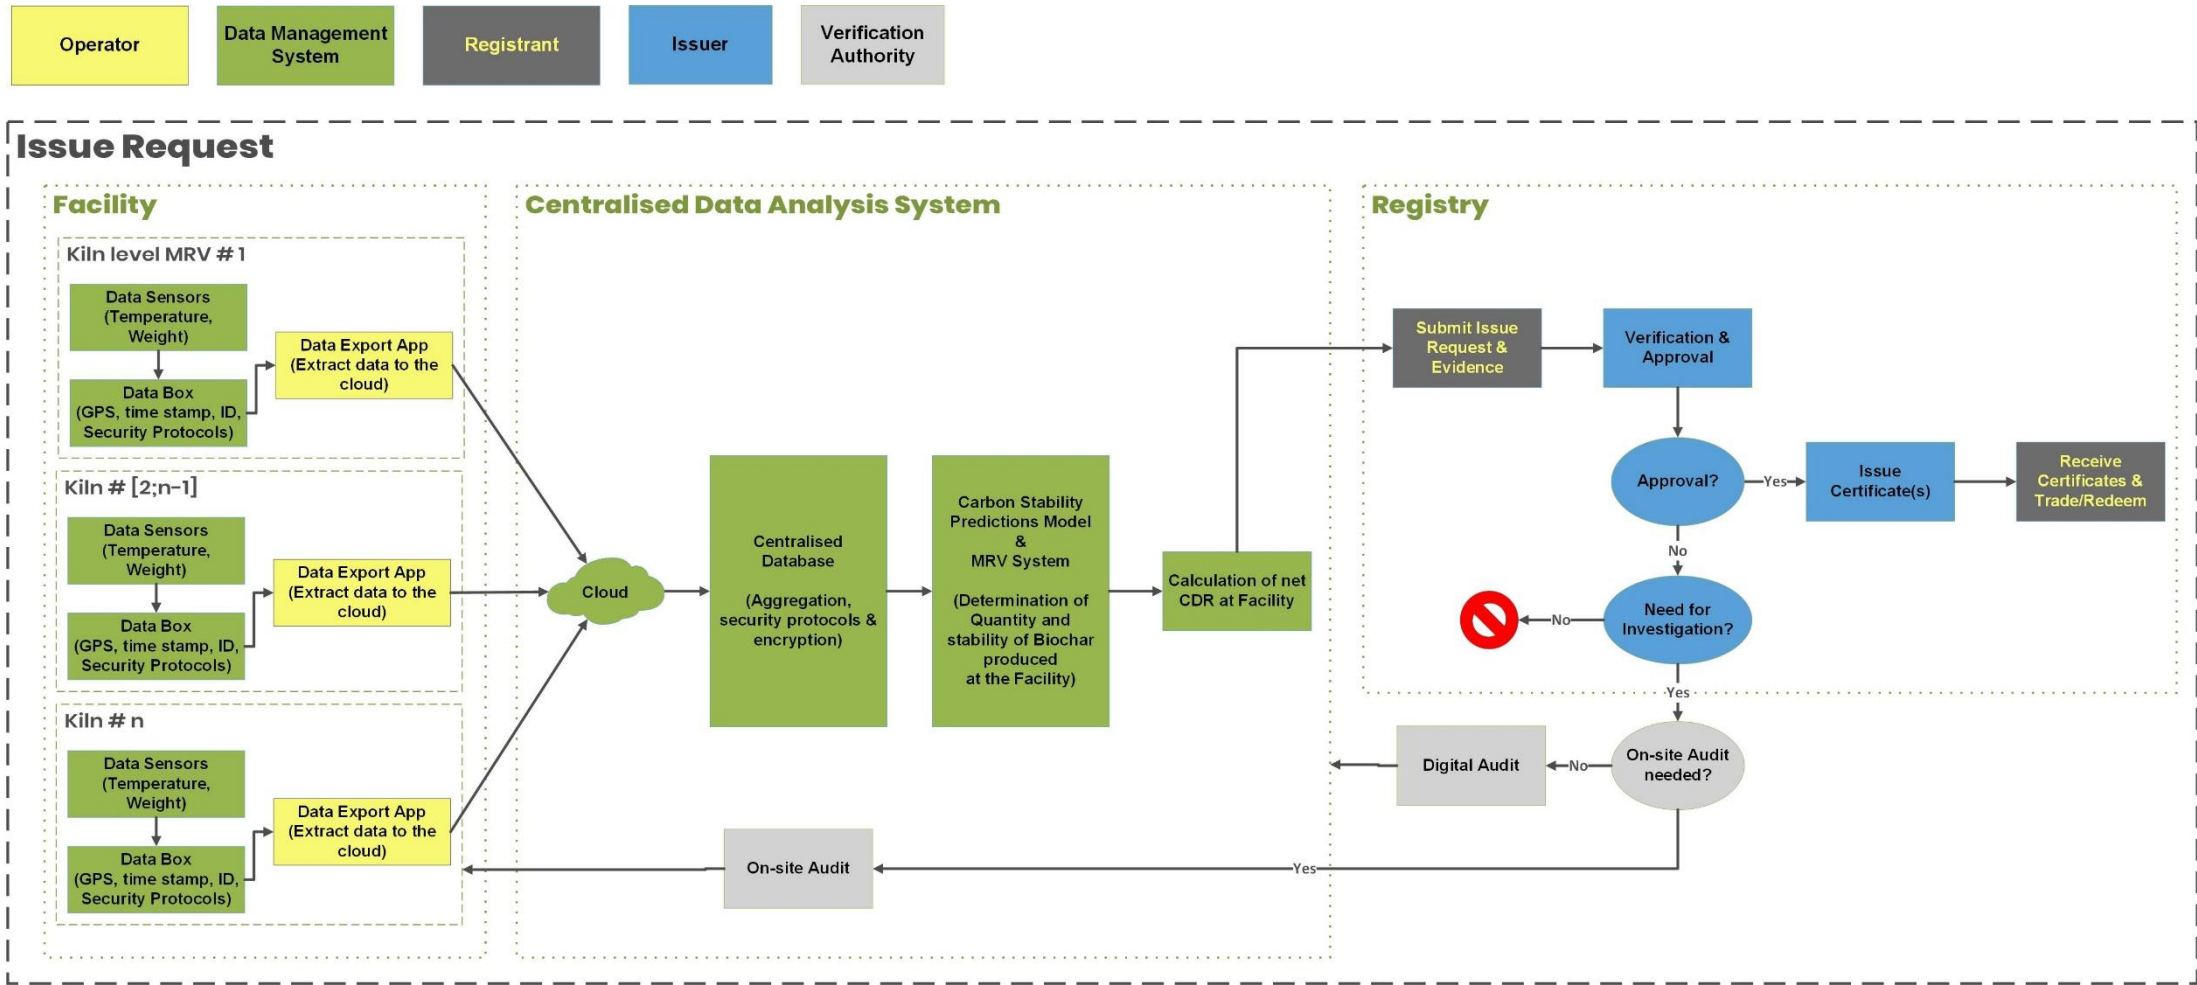 Operator
Data Management
System
Registrant
Issuer
Verification
Authority
Issue Request
Facility
Kiln level MRV # 1
Data Sensors
(Temperature,
Weight)
Data Box
(GPS, time stamp, ID,
Security Protocols)
Data Export App
(Extract data to the
cloud)
Kiln # [2;n-1]
Data Sensors
(Temperature,
Weight)
Data Box
(GPS, time stamp, ID,
Security Protocols)
Data Export App
(Extract data to the
cloud)
Kiln # n
Data Sensors
(Temperature,
Weight)
Data Box
(GPS, time stamp, ID,
Security Protocols)
Data Export App
(Extract data to the
cloud)
Centralised Data Analysis System
Cloud
Centralised
Database
(Aggregation,
security protocols &
encryption)
Carbon Stability
Predictions Model
&
MRV System
(Determination of
Quantity and
stability of Biochar
produced
at the Facility)
Calculation of net
CDR at Facility
Registry
Submit Issue
Request &
Evidence
Verification &
Approval
Approval?
Yes
Issue
Certificate(s)
Receive
Certificates &
Trade/Redeem
No
Need for
Investigation?
No
Yes
On-site Audit
needed?
No
Digital Audit
Yes
On-site Audit